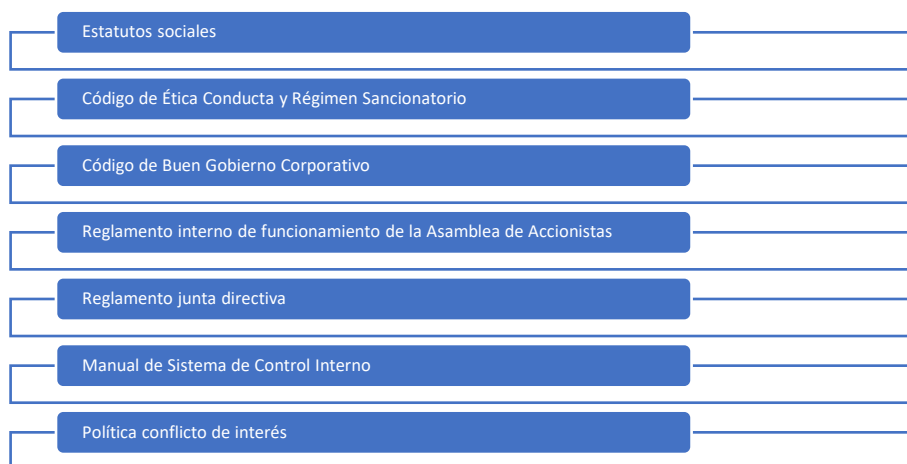 Estatutos sociales
Código de Ética Conducta y Régimen Sancionatorio
Código de Buen Gobierno Corporativo
Reglamento interno de funcionamiento de la Asamblea de Accionistas
Reglamento junta directiva
Manual de Sistema de Control Interno
Política conflicto de interés